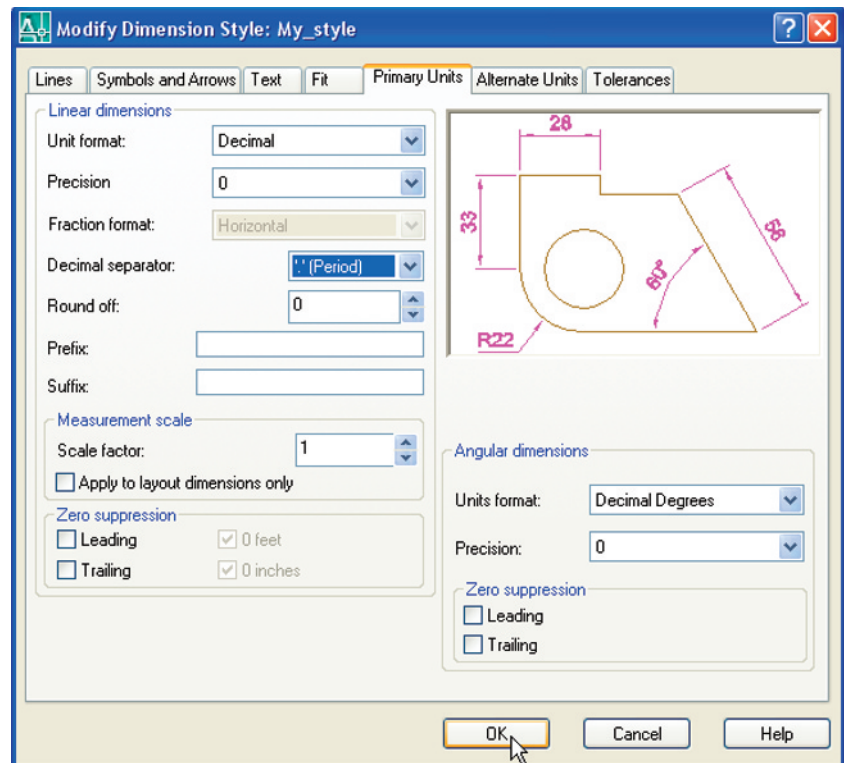 Modify Dimension Style: My_style
Lines Symbols and Arrows Text Fit Primary Units Alternate Units Tolerances
Linear dimensions
Unit format: Decimal
Precision 0
Fraction format: Horizontal
Decimal separator: '.' (Period)
Round off: 0
Prefix:
Suffix:
Measurement scale
Scale factor: 1
Apply to layout dimensions only
Zero suppression
Leading 0 feet
Trailing 0 inches
28
33
56
60°
R22
Angular dimensions
Units format: Decimal Degrees
Precision: 0
Zero suppression
Leading
Trailing
OK Cancel Help